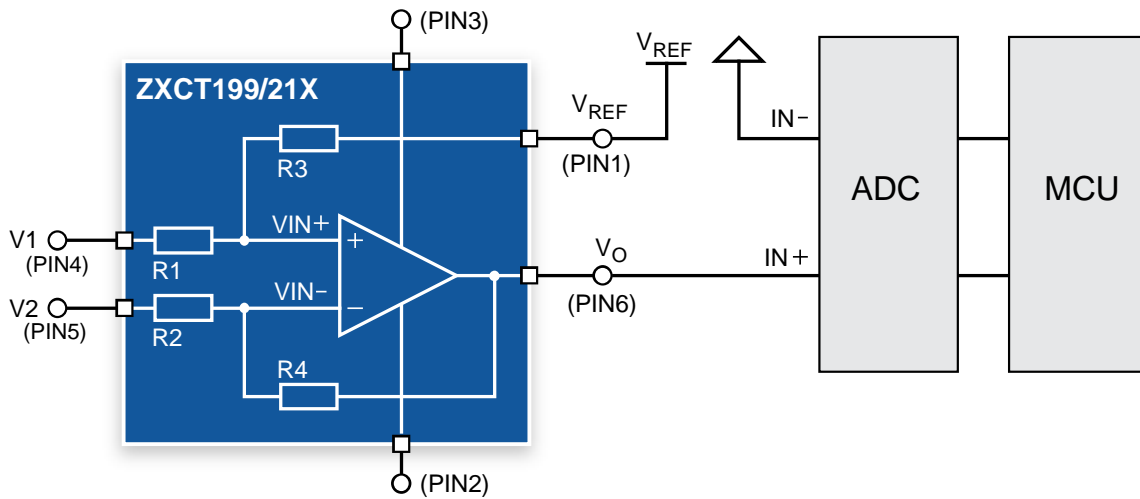 (PIN3)
ZXCT199/21X
VREF
VREF
(PIN1)
IN-
R3
ADC
MCU
V1
(PIN4)
R1
VIN+
+
VO
(PIN6)
IN+
V2
(PIN5)
R2
VIN-
-
R4
(PIN2)